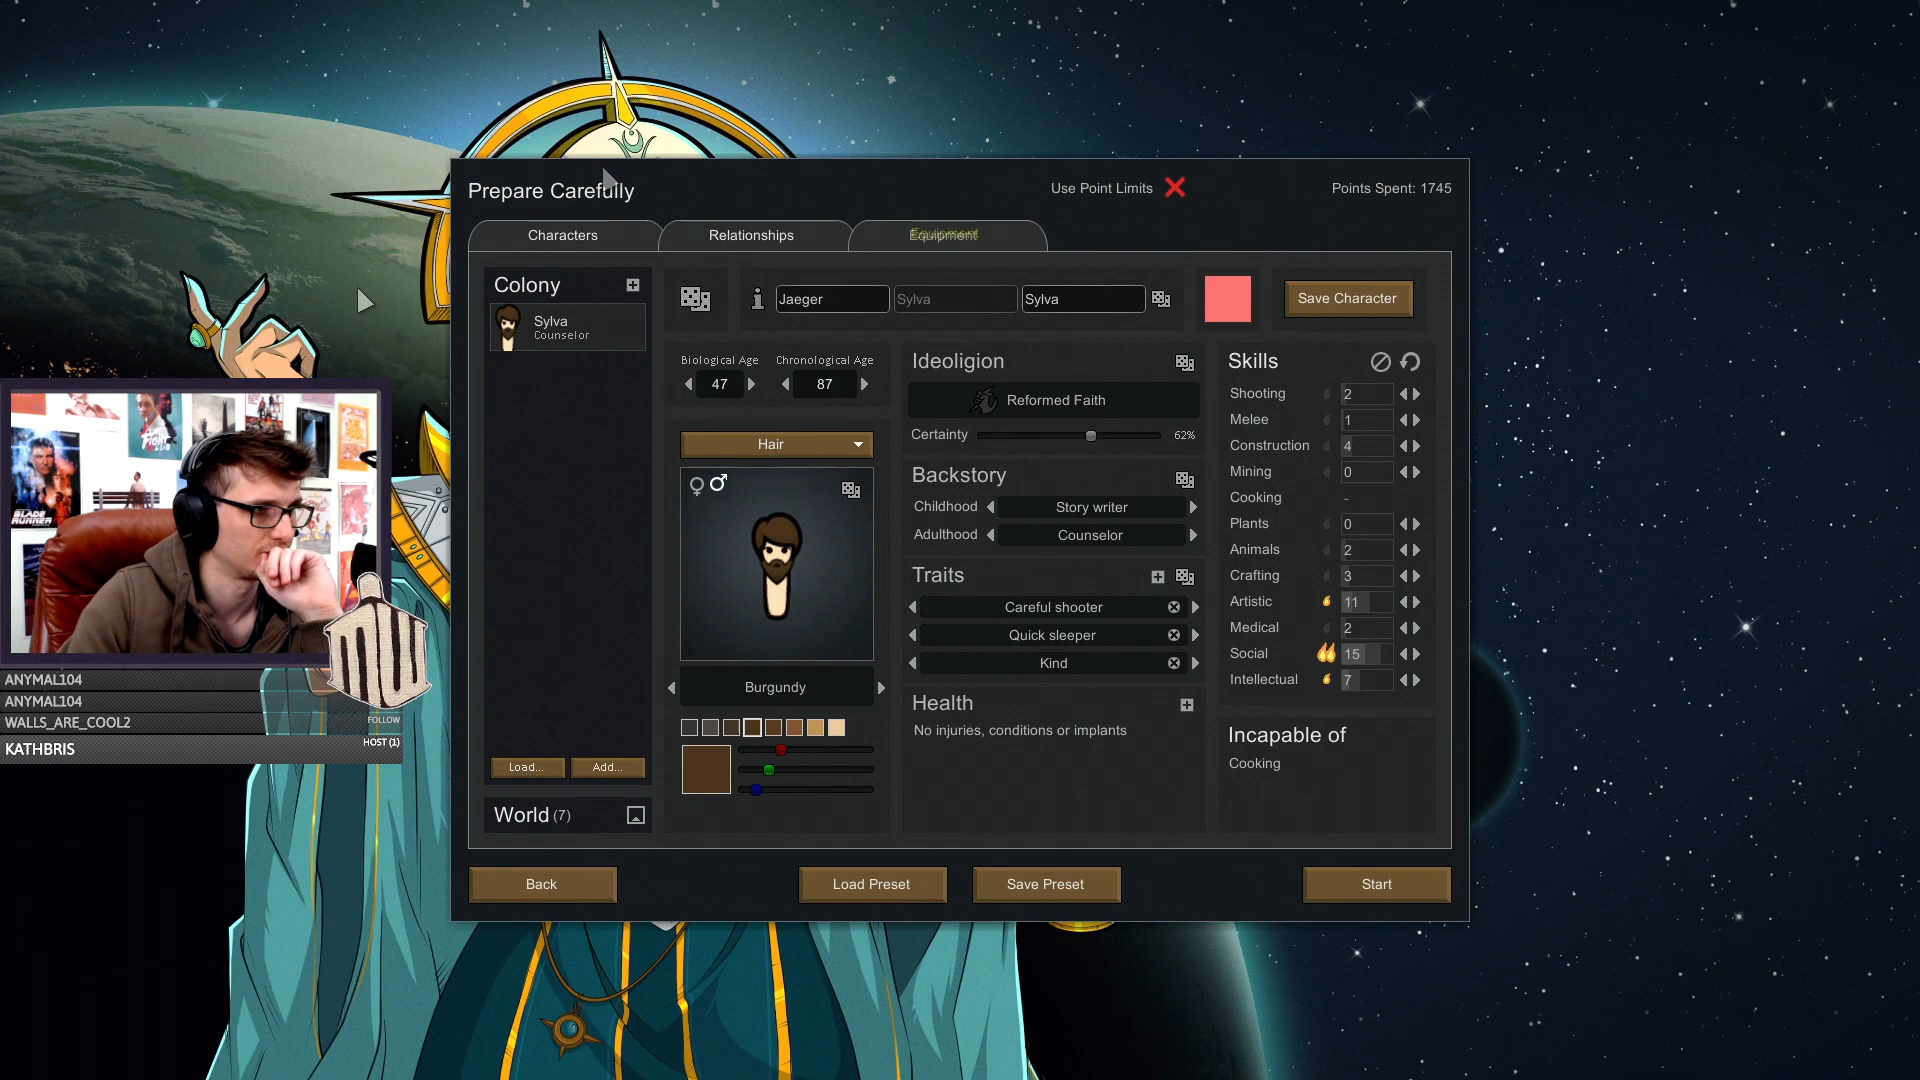 Prepare Carefully
Use Point Limits
Points Spent: 1745
Characters
Relationships
Equipment
Colony
Sylva
Counselor
Load...
Add...
World (7)
Jaeger
Sylva
Sylva
Save Character
Biological Age
Chronological Age
47
87
Hair
Burgundy
Ideoligion
Reformed Faith
Certainty
62%
Backstory
Childhood
Story writer
Adulthood
Counselor
Traits
Careful shooter
Quick sleeper
Kind
Health
No injuries, conditions or implants
Skills
Shooting 2
Melee 1
Construction 4
Mining 0
Cooking -
Plants 0
Animals 2
Crafting 3
Artistic 11
Medical 2
Social 15
Intellectual 7
Incapable of
Cooking
Back
Load Preset
Save Preset
Start
BLADE
RUNNER
FIGHT
MW
ANYMAL104
ANYMAL104
WALLS_ARE_COOL2
FOLLOW
KATHBRIS
HOST (1)